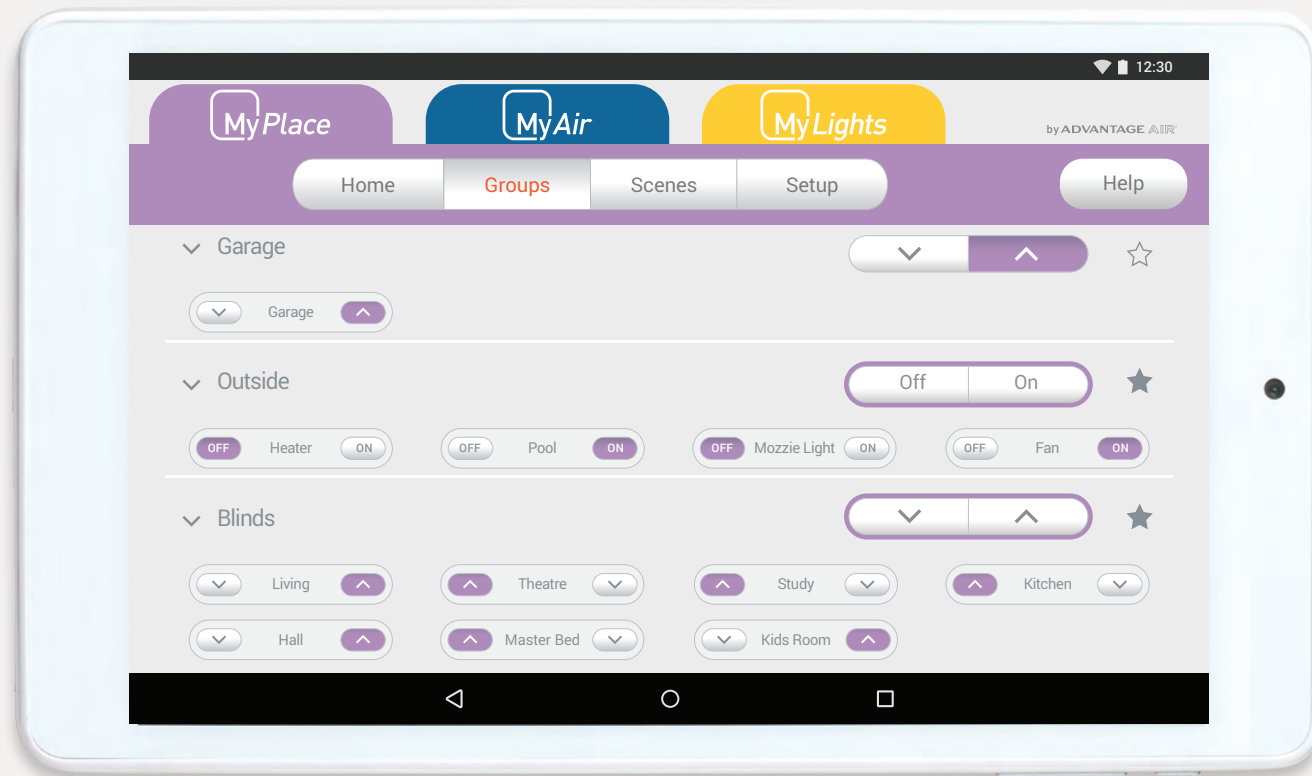 12:30
MyPlace
MyAir
MyLights
by ADVANTAGE AIR
Home Groups Scenes Setup Help
Garage
Garage
Outside Off On
OFF Heater ON OFF Pool ON OFF Mozzie Light ON OFF Fan ON
Blinds
Living Theatre Study Kitchen
Hall Master Bed Kids Room